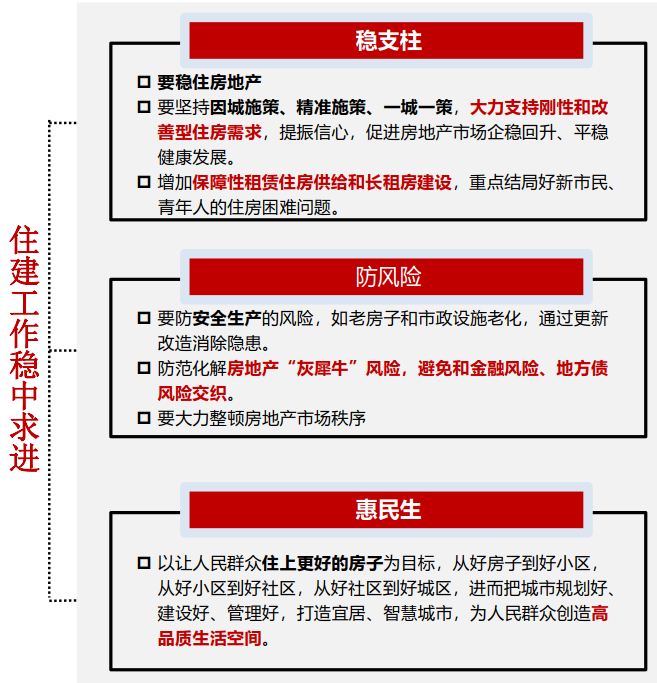 住建工作稳中求进
稳支柱
要稳住房地产
要坚持因城施策、精准施策、一城一策，大力支持刚性和改
善型住房需求，提振信心，促进房地产市场企稳回升、平稳
健康发展。
增加保障性租赁住房供给和长租房建设，重点结局好新市民、
青年人的住房困难问题。
防风险
要防安全生产的风险，如老房子和市政设施老化，通过更新
改造消除隐患。
防范化解房地产“灰犀牛”风险，避免和金融风险、地方债
风险交织。
要大力整顿房地产市场秩序
惠民生
以让人民群众住上更好的房子为目标，从好房子到好小区，
从好小区到好社区，从好社区到好城区，进而把城市规划好、
建设好、管理好，打造宜居、智慧城市，为人民群众创造高
品质生活空间。